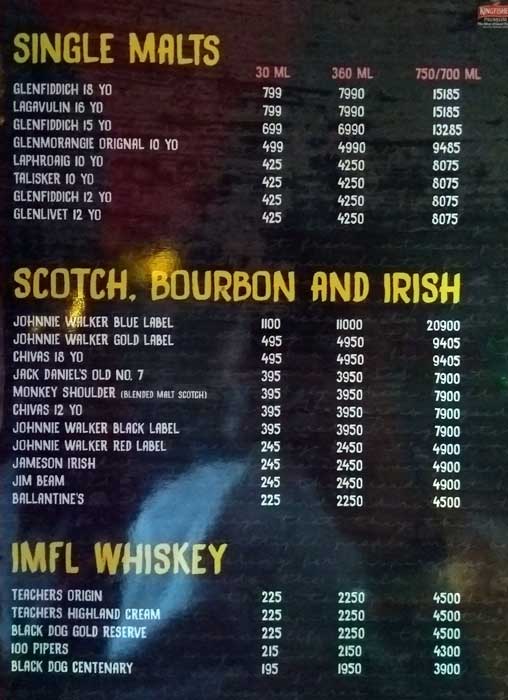 KINGFISHER
PREMIUM
SINGLE MALTS
30 ML 360 ML 750/700 ML
GLENFIDDICH 18 YO 799 7990 15185
LAGAVULIN 16 YO 799 7990 15185
GLENFIDDICH 15 YO 699 6990 13285
GLENMORANGIE ORIGNAL 10 YO 499 4990 9485
LAPHROAIG 10 YO 425 4250 8075
TALISKER 10 YO 425 4250 8075
GLENFIDDICH 12 YO 425 4250 8075
GLENLIVET 12 YO 425 4250 8075
SCOTCH, BOURBON AND IRISH
JOHNNIE WALKER BLUE LABEL 1100 11000 20900
JOHNNIE WALKER GOLD LABEL 495 4950 9405
CHIVAS 18 YO 495 4950 9405
JACK DANIEL'S OLD NO. 7 395 3950 7900
MONKEY SHOULDER (BLENDED MALT SCOTCH) 395 3950 7900
CHIVAS 12 YO 395 3950 7900
JOHNNIE WALKER BLACK LABEL 395 3950 7900
JOHNNIE WALKER RED LABEL 245 2450 4900
JAMESON IRISH 245 2450 4900
JIM BEAM 245 2450 4900
BALLANTINE'S 225 2250 4500
IMFL WHISKEY
TEACHERS ORIGIN 225 2250 4500
TEACHERS HIGHLAND CREAM 225 2250 4500
BLACK DOG GOLD RESERVE 225 2250 4500
100 PIPERS 215 2150 4300
BLACK DOG CENTENARY 195 1950 3900